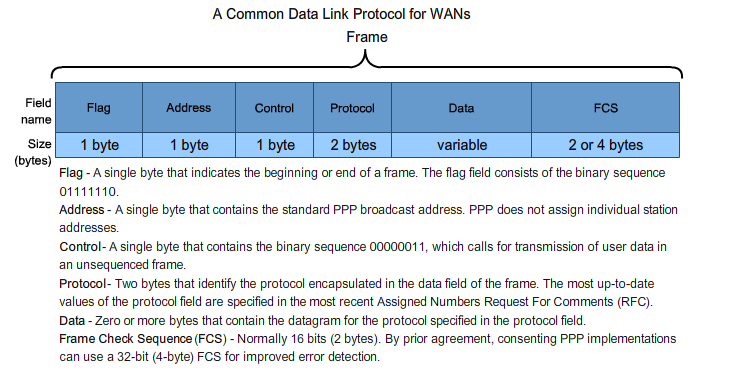 A Common Data Link Protocol for WANs
Frame
Field name Flag Address Control Protocol Data FCS
Size (bytes) 1 byte 1 byte 1 byte 2 bytes variable 2 or 4 bytes
Flag - A single byte that indicates the beginning or end of a frame. The flag field consists of the binary sequence
01111110.
Address - A single byte that contains the standard PPP broadcast address. PPP does not assign individual station
addresses.
Control- A single byte that contains the binary sequence 00000011, which calls for transmission of user data in
an unsequenced frame.
Protocol- Two bytes that identify the protocol encapsulated in the data field of the frame. The most up-to-date
values of the protocol field are specified in the most recent Assigned Numbers Request For Comments (RFC).
Data - Zero or more bytes that contain the datagram for the protocol specified in the protocol field.
Frame Check Sequence (FCS) - Normally 16 bits (2 bytes). By prior agreement, consenting PPP implementations
can use a 32-bit (4-byte) FCS for improved error detection.